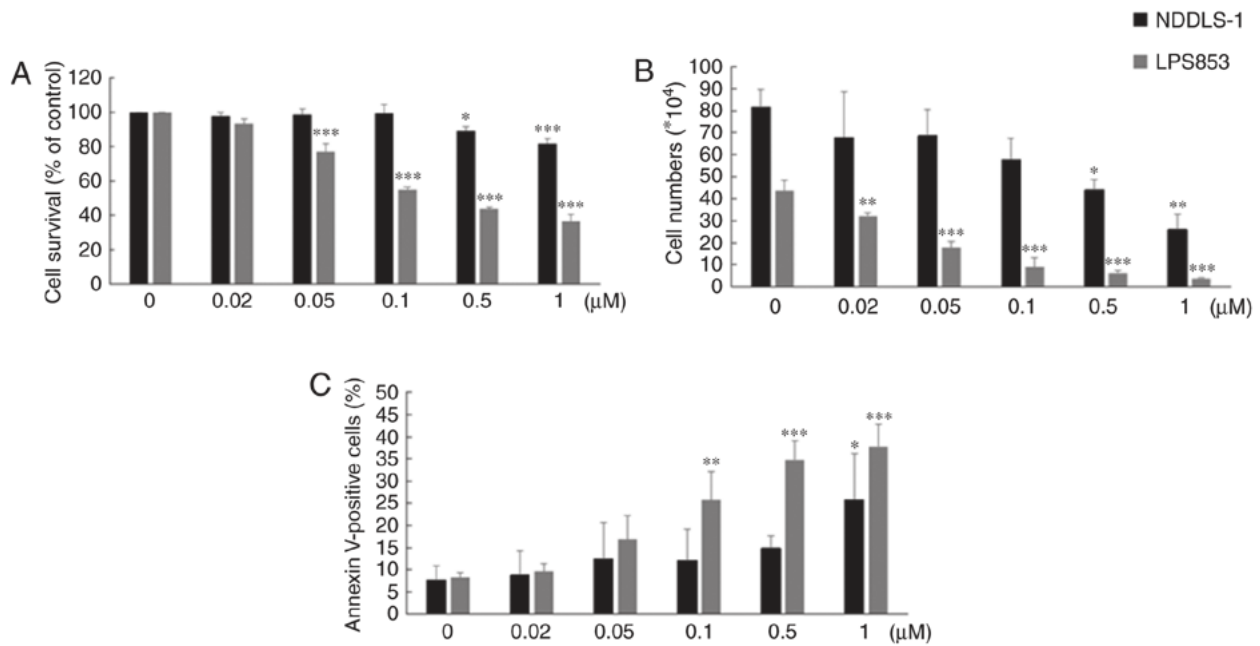 NDDLS-1
LPS853
A
Cell survival (% of control)
120
100
80
60
40
20
0
* ***
*** *** *** ***
0 0.02 0.05 0.1 0.5 1 (μM)
B
Cell numbers (*10⁴)
100
90
80
70
60
50
40
30
20
10
0
* **
** *** *** *** ***
0 0.02 0.05 0.1 0.5 1 (μM)
C
Annexin V-positive cells (%)
50
45
40
35
30
25
20
15
10
5
0
** *** * ***
0 0.02 0.05 0.1 0.5 1 (μM)